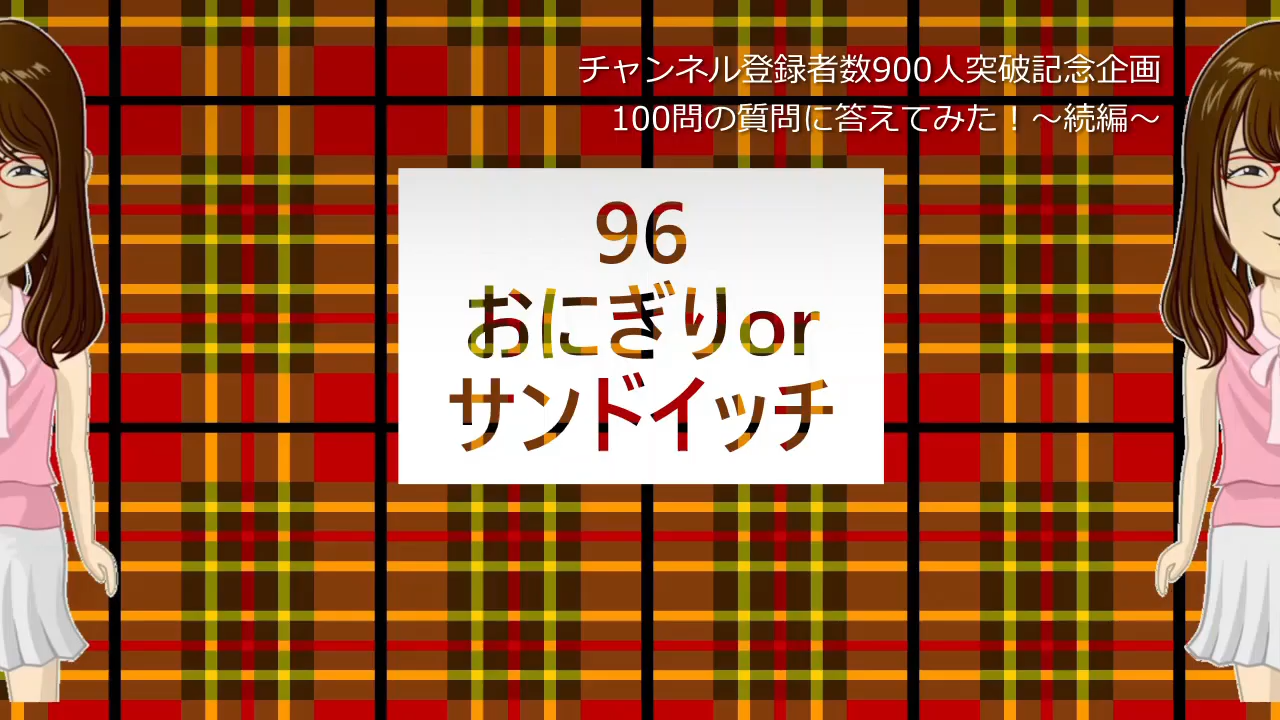 チャンネル登録者数900人突破記念企画
100問の質問に答えてみた！～続編～
96
おにぎりor
サンドイッチ